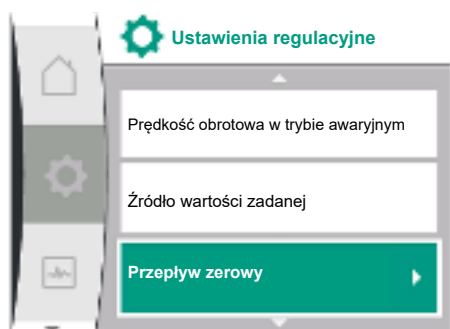 Ustawienia regulacyjne
Prędkość obrotowa w trybie awaryjnym
Źródło wartości zadanej
Przepływ zerowy